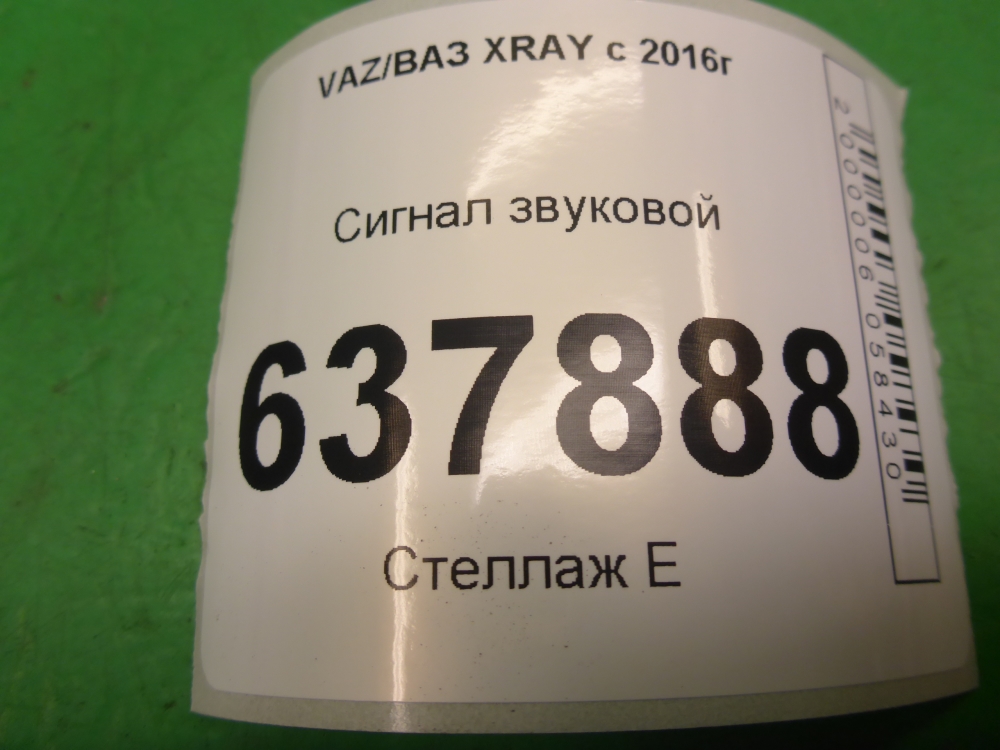 VAZ/ВАЗ XRAY с 2016г
Сигнал звуковой
637888
Стеллаж Е
2000006058430